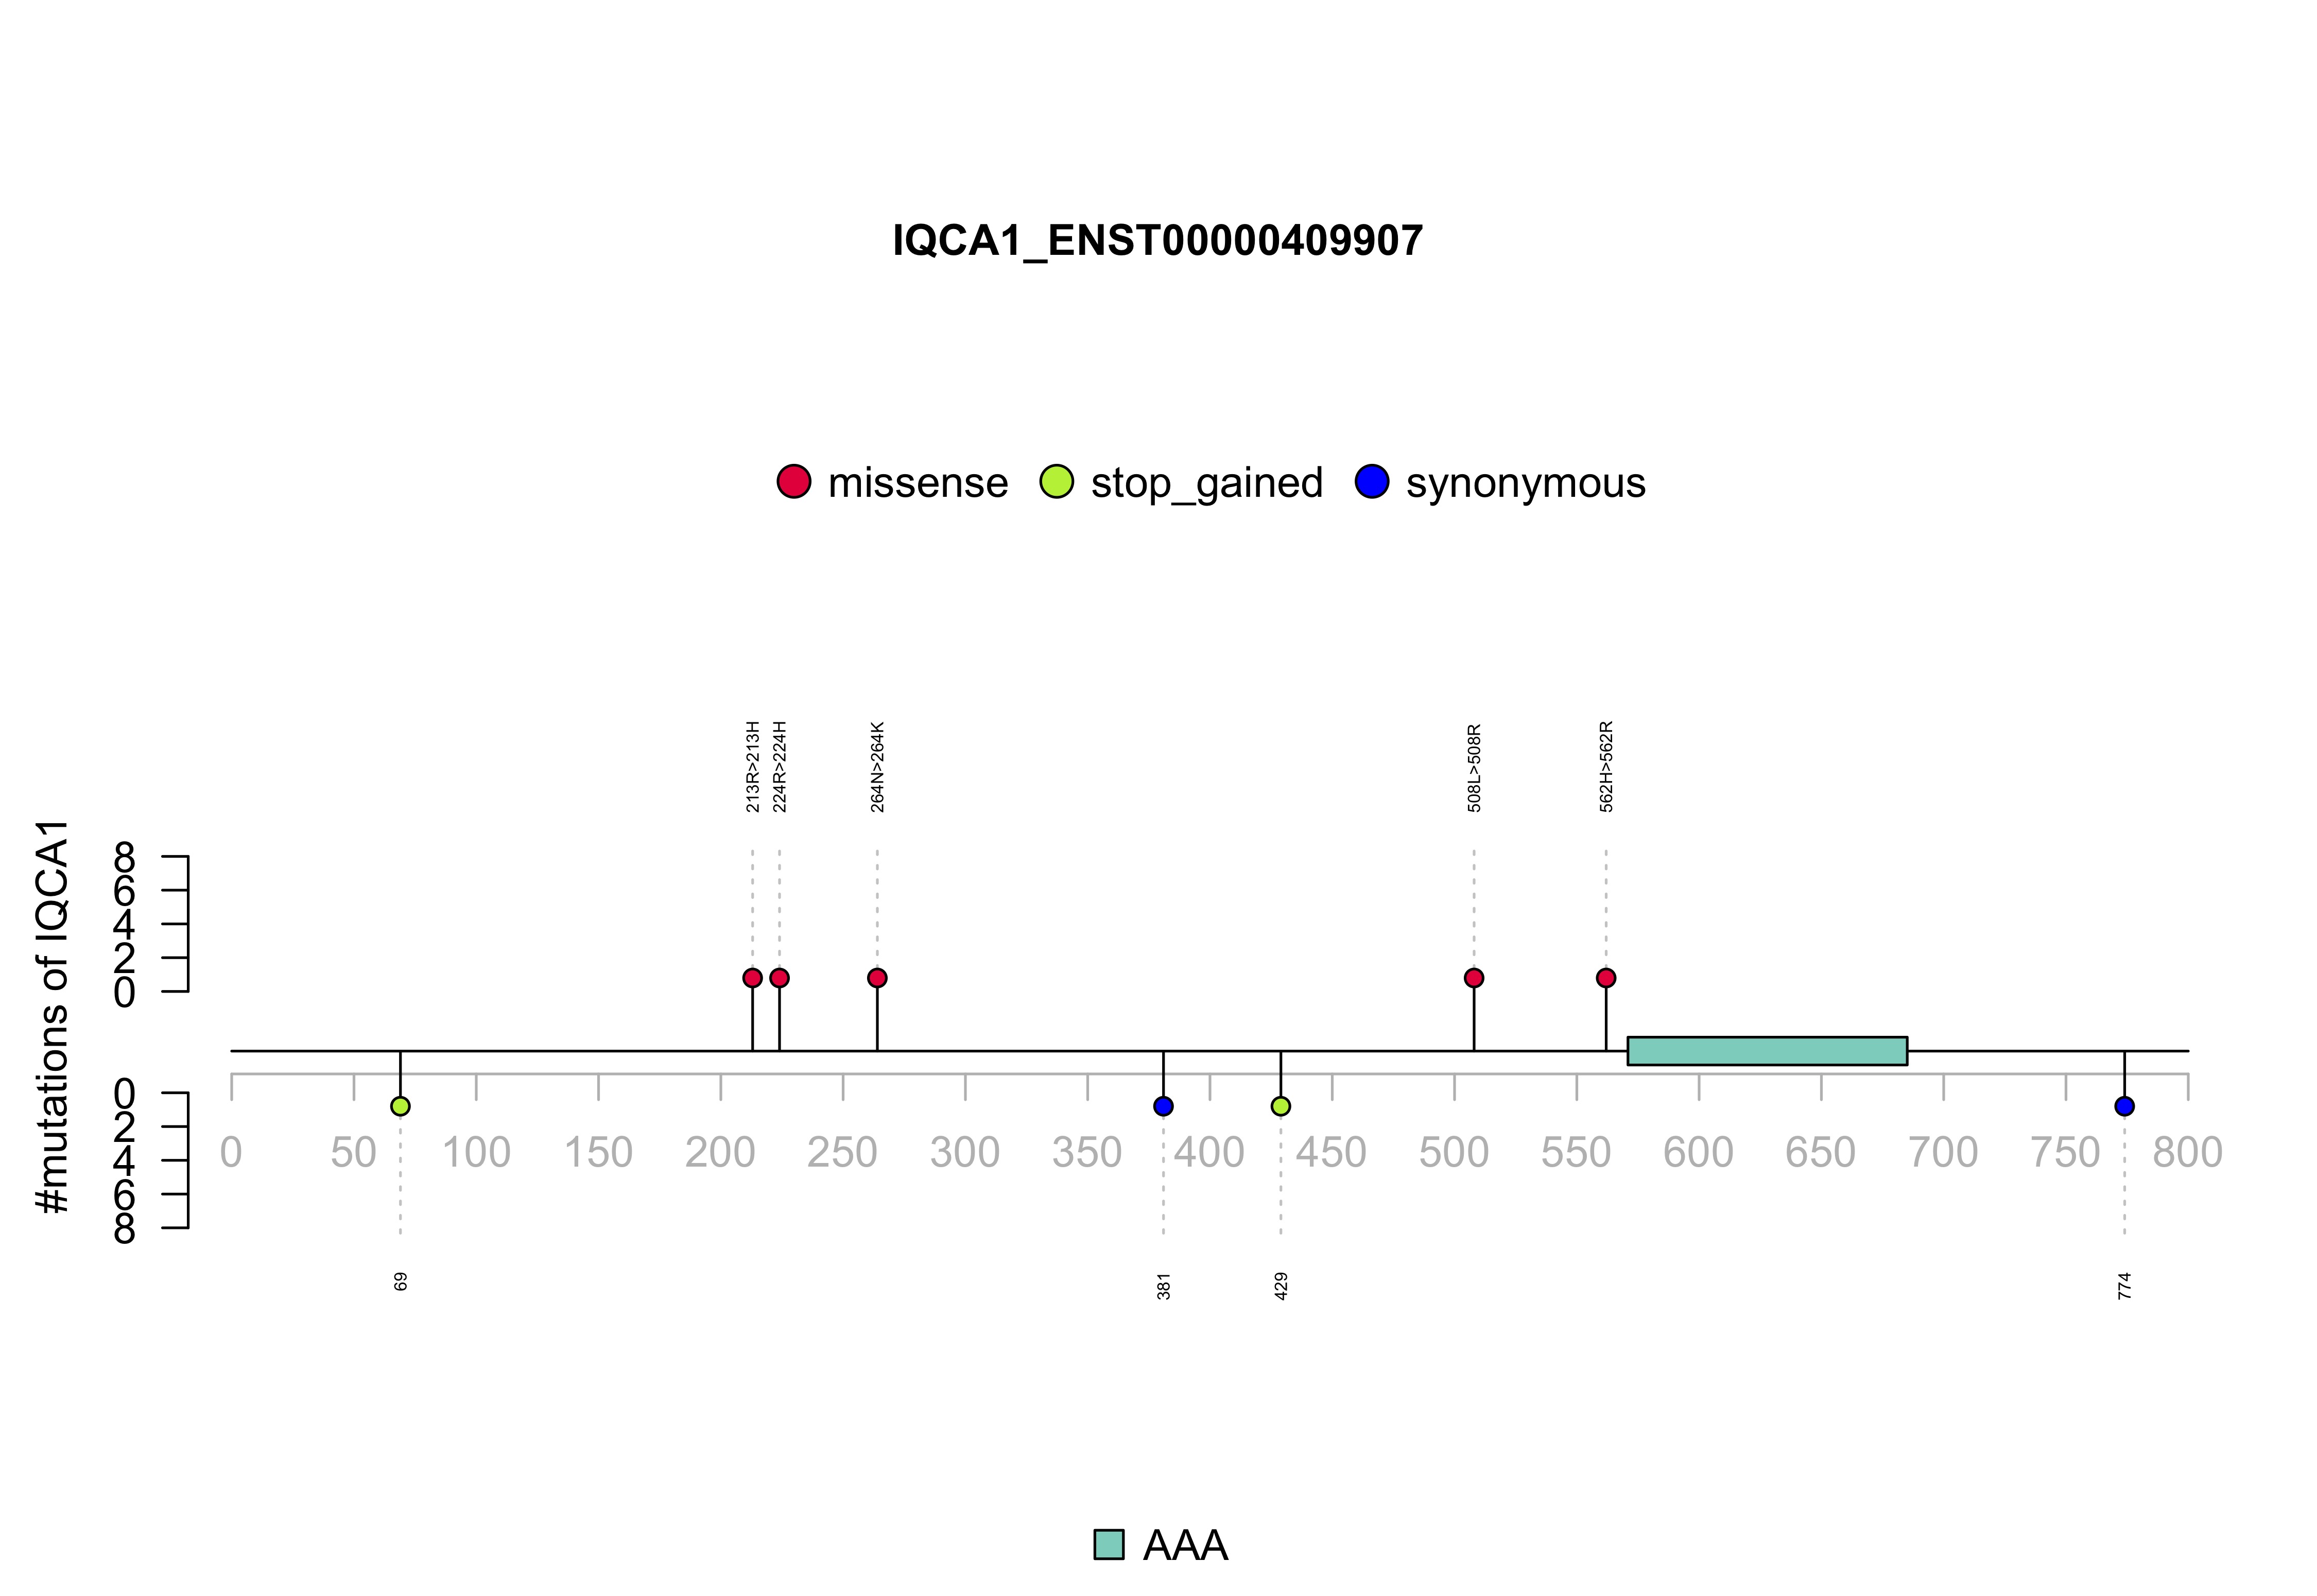 IQCA1_ENST00000409907
missense stop_gained synonymous
213R>213H
224R>224H
264N>264K
508L>508R
562H>562R
#mutations of IQCA1
8
6
4
2
0
0
2
4
6
8
0 50 100 150 200 250 300 350 400 450 500 550 600 650 700 750 800
69
381
429
774
AAA